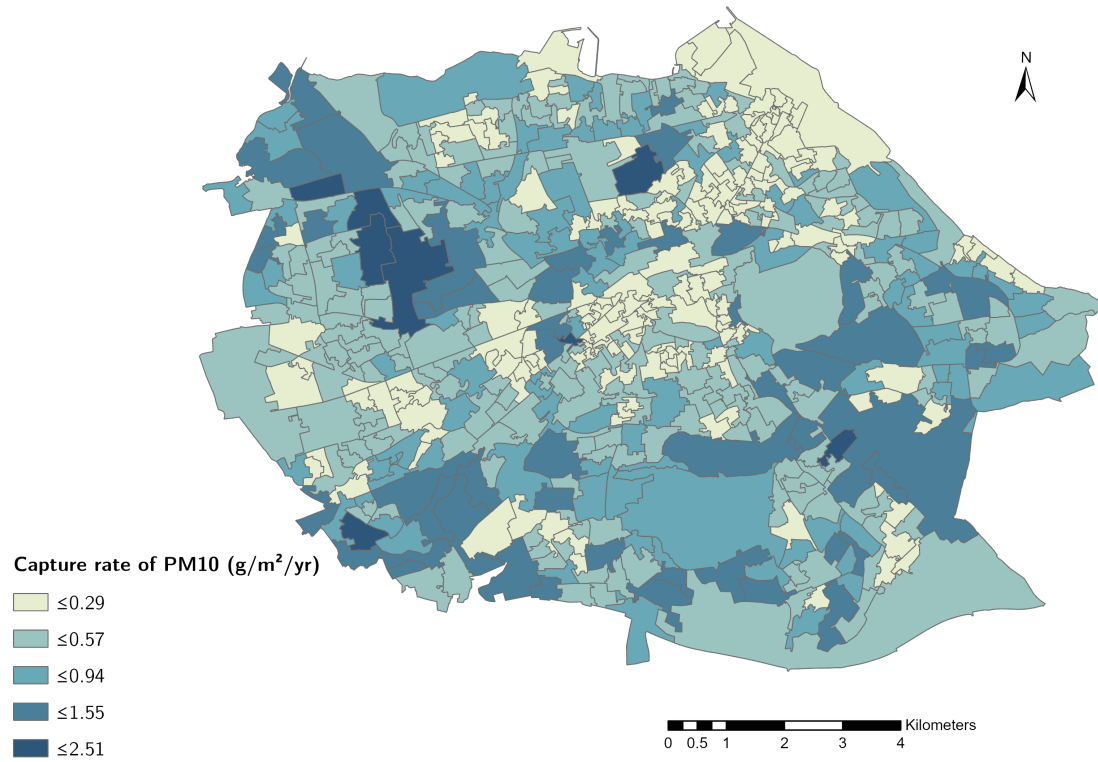 N
Capture rate of PM10 (g/m²/yr)
≤0.29
≤0.57
≤0.94
≤1.55
≤2.51
Kilometers
0 0.5 1 2 3 4